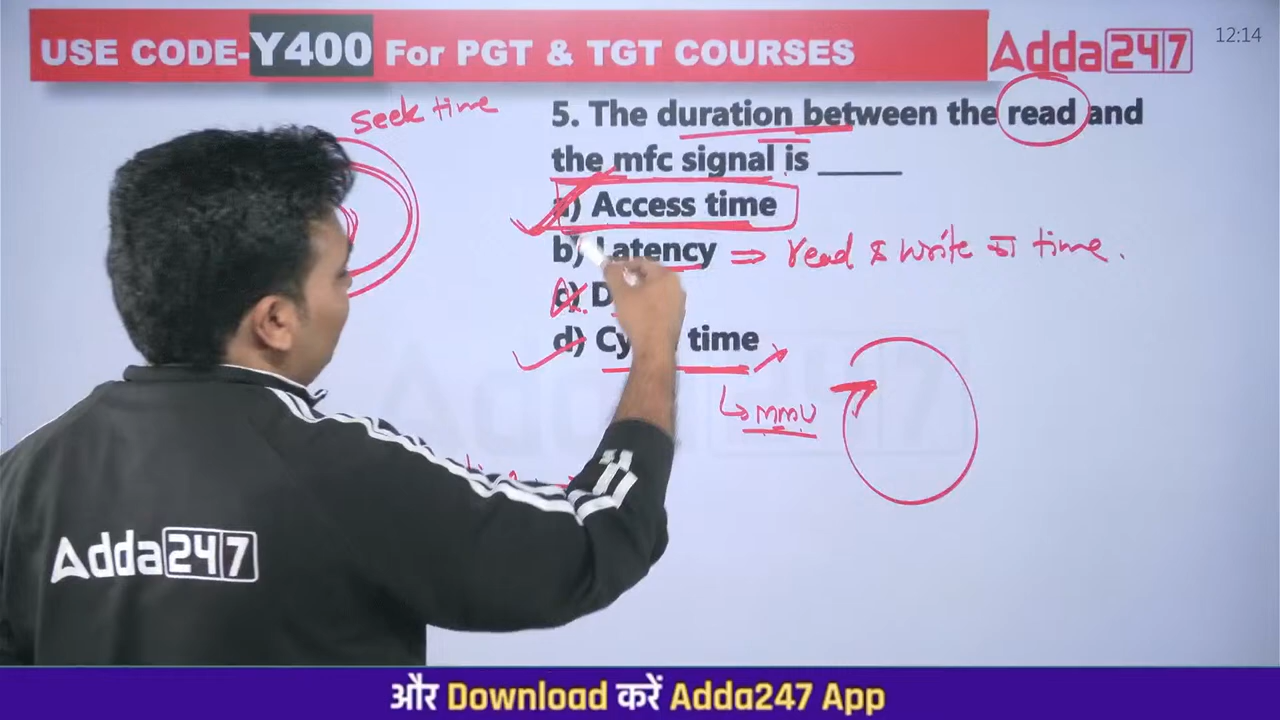 USE CODE-Y400 For PGT & TGT COURSES
Adda247
12:14
seek time
5. The duration between the read and
the mfc signal is _____
a) Access time
b) Latency ⇒ read & write का time.
c) D
d) Cy time
↳ MMU
Adda247
और Download करें Adda247 App